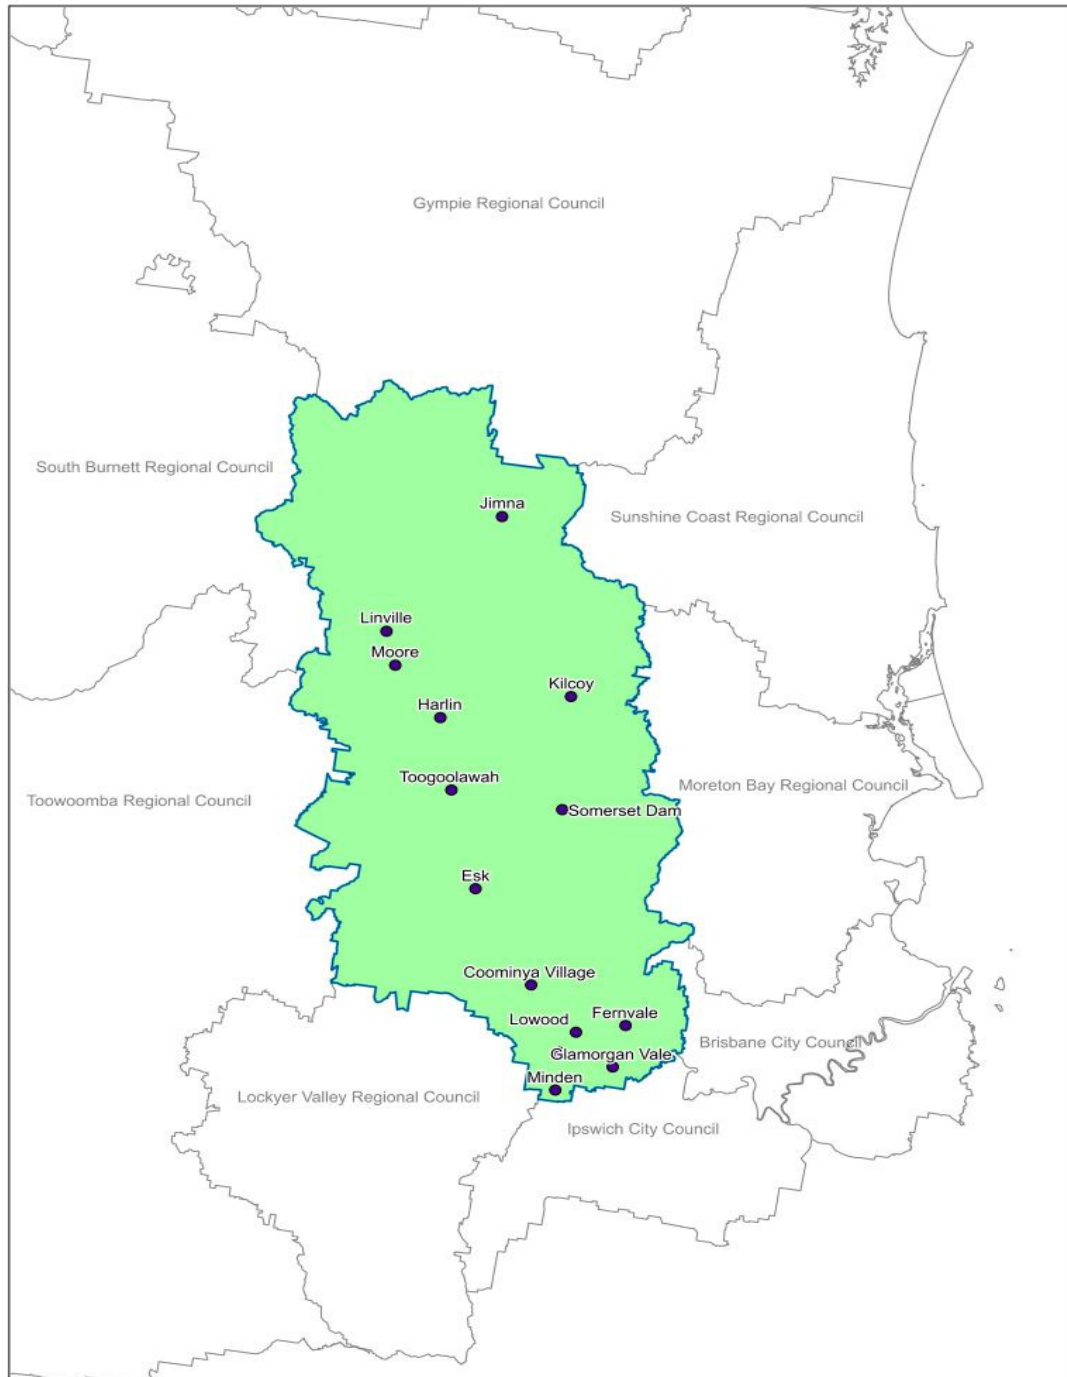 Gympie Regional Council
South Burnett Regional Council
Jimna
Sunshine Coast Regional Council
Linville
Moore
Kilcoy
Harlin
Toogoolawah
Moreton Bay Regional Council
Toowoomba Regional Council
Somerset Dam
Esk
Coominya Village
Fernvale
Lowood
Brisbane City Council
Glamorgan Vale
Minden
Lockyer Valley Regional Council
Ipswich City Council